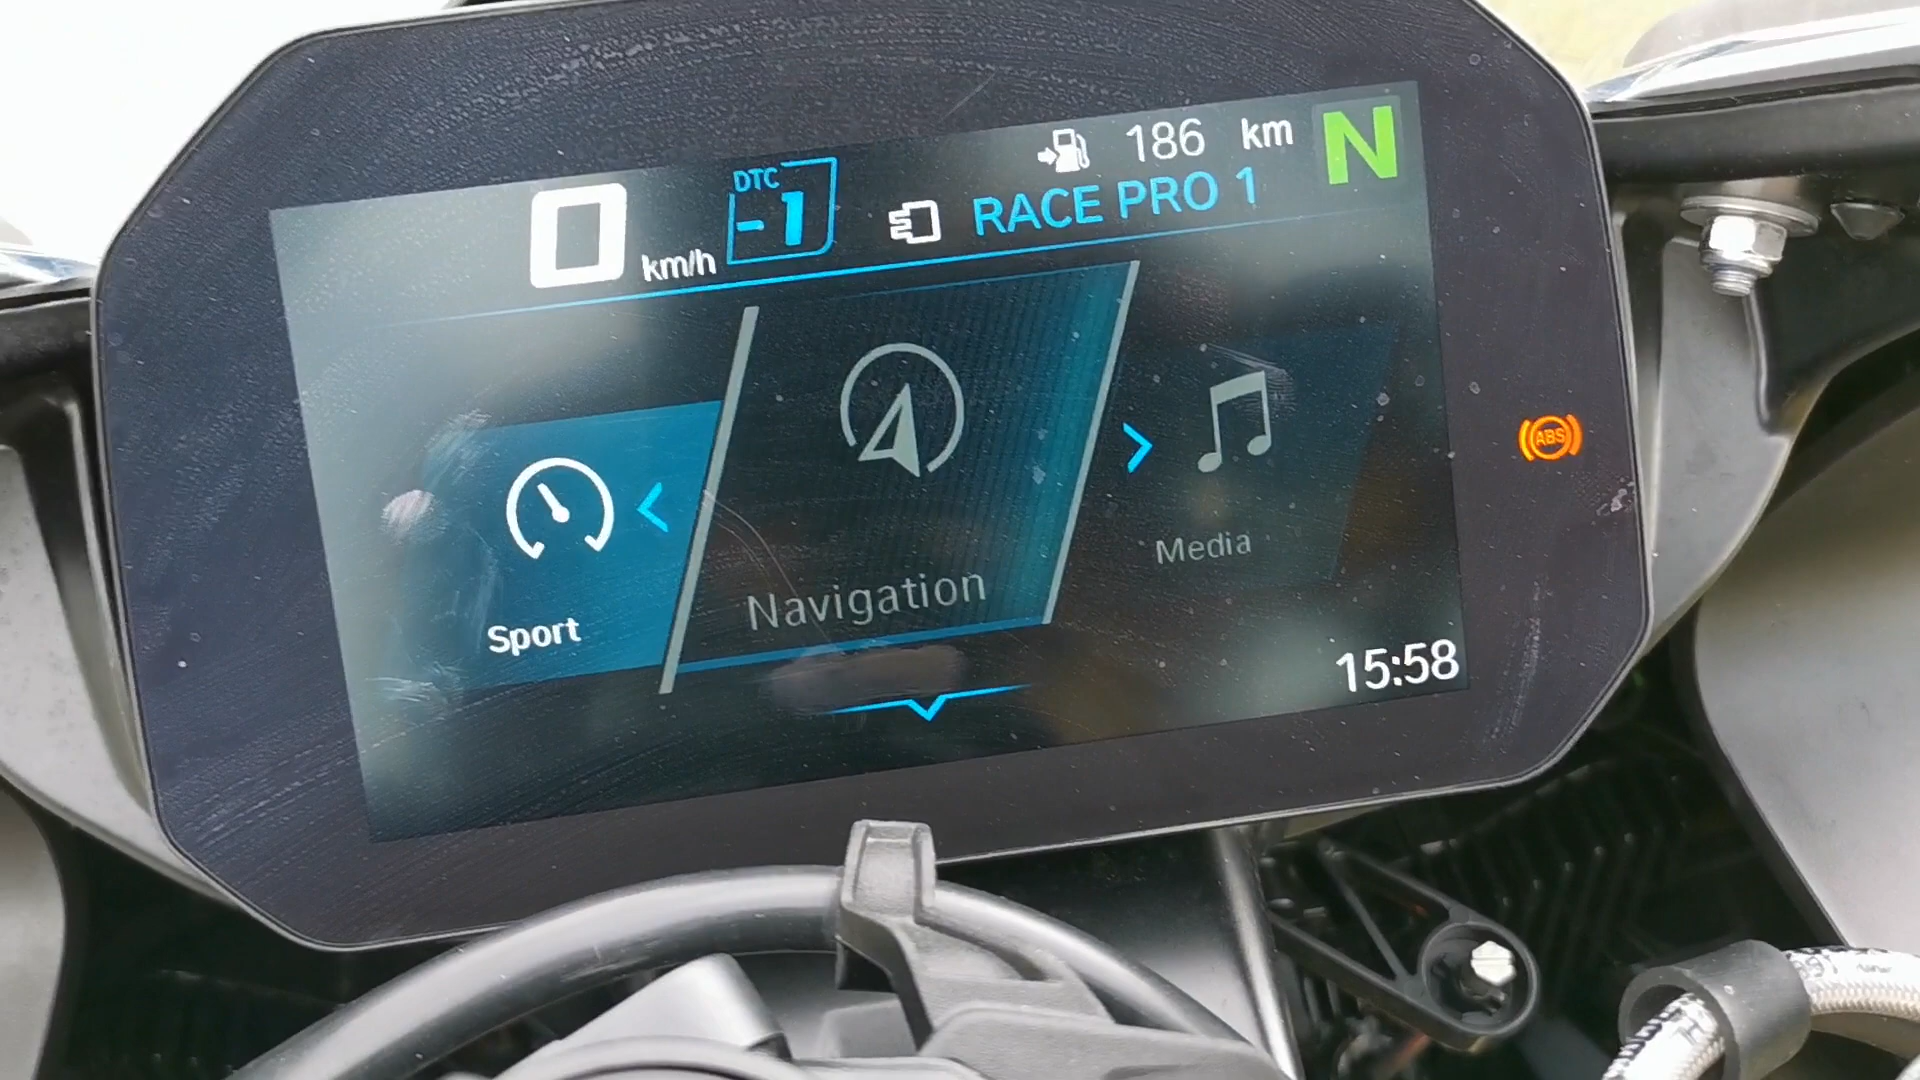 186 km N
0 km/h
DTC
-1
RACE PRO 1
Navigation
Media
Sport
ABS
15:58